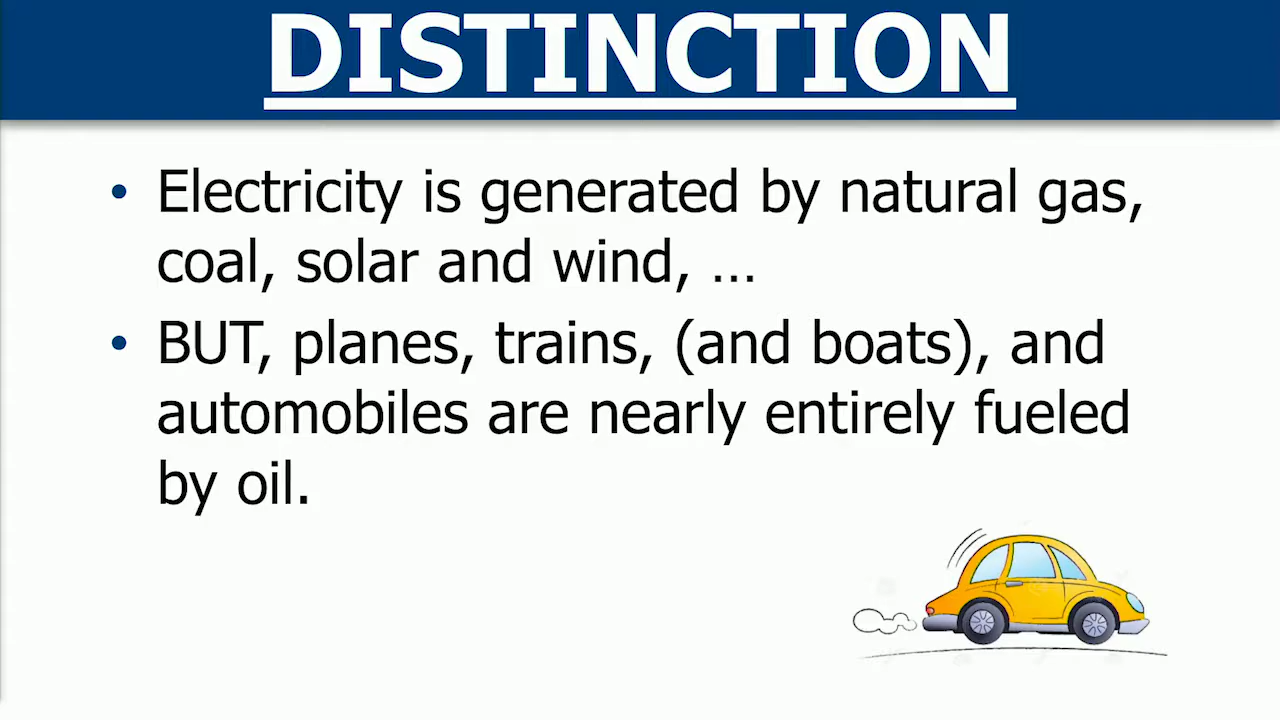 DISTINCTION
• Electricity is generated by natural gas,
coal, solar and wind, …
• BUT, planes, trains, (and boats), and
automobiles are nearly entirely fueled
by oil.